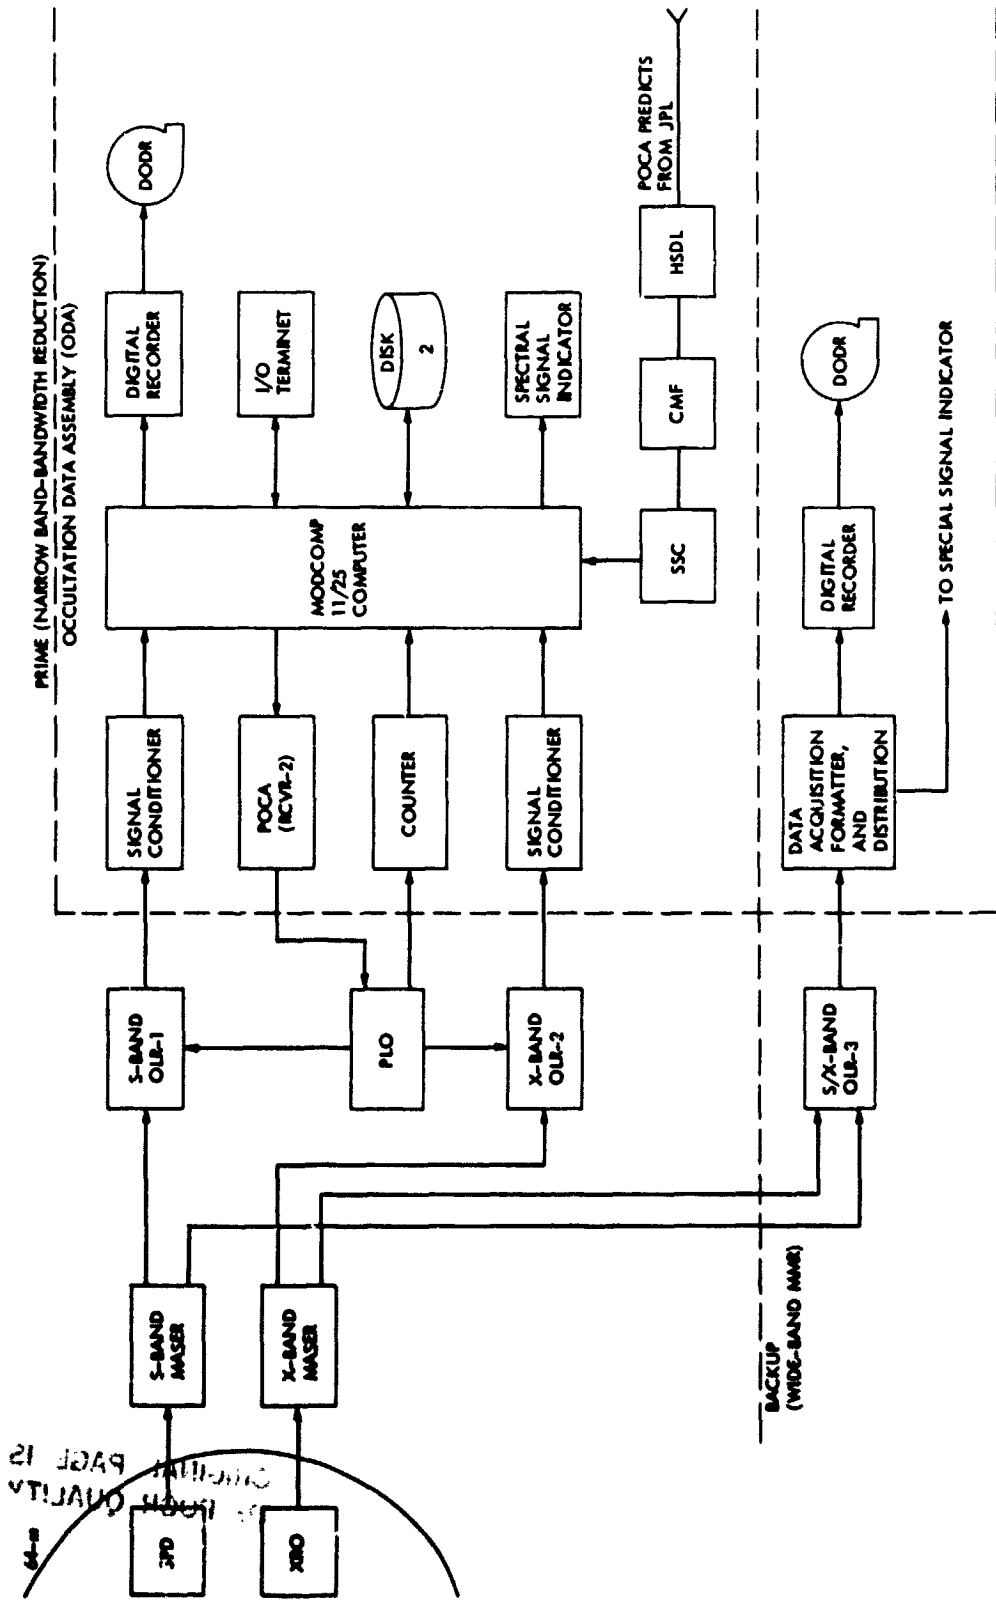 PRIME (NARROW BAND-BANDWIDTH REDUCTION)
OCCULTATION DATA ASSEMBLY (ODA)
64-m
SPD
XRO
S-BAND
MASER
X-BAND
MASER
S-BAND
OLR-1
PLO
X-BAND
OLR-2
SIGNAL
CONDITIONER
POCA
(RCVR-2)
COUNTER
SIGNAL
CONDITIONER
MODCOMP
11/25
COMPUTER
DIGITAL
RECORDER
DODR
I/O
TERMINET
DISK
2
SPECTRAL
SIGNAL
INDICATOR
SSC
CMF
HSDL
POCA PREDICTS
FROM JPL
BACKUP
(WIDE-BAND MMR)
S/X-BAND
OLR-3
DATA
ACQUISITION
FORMATTER,
AND
DISTRIBUTION
DIGITAL
RECORDER
DODR
TO SPECIAL SIGNAL INDICATOR
ORIGINAL PAGE IS
OF POOR QUALITY